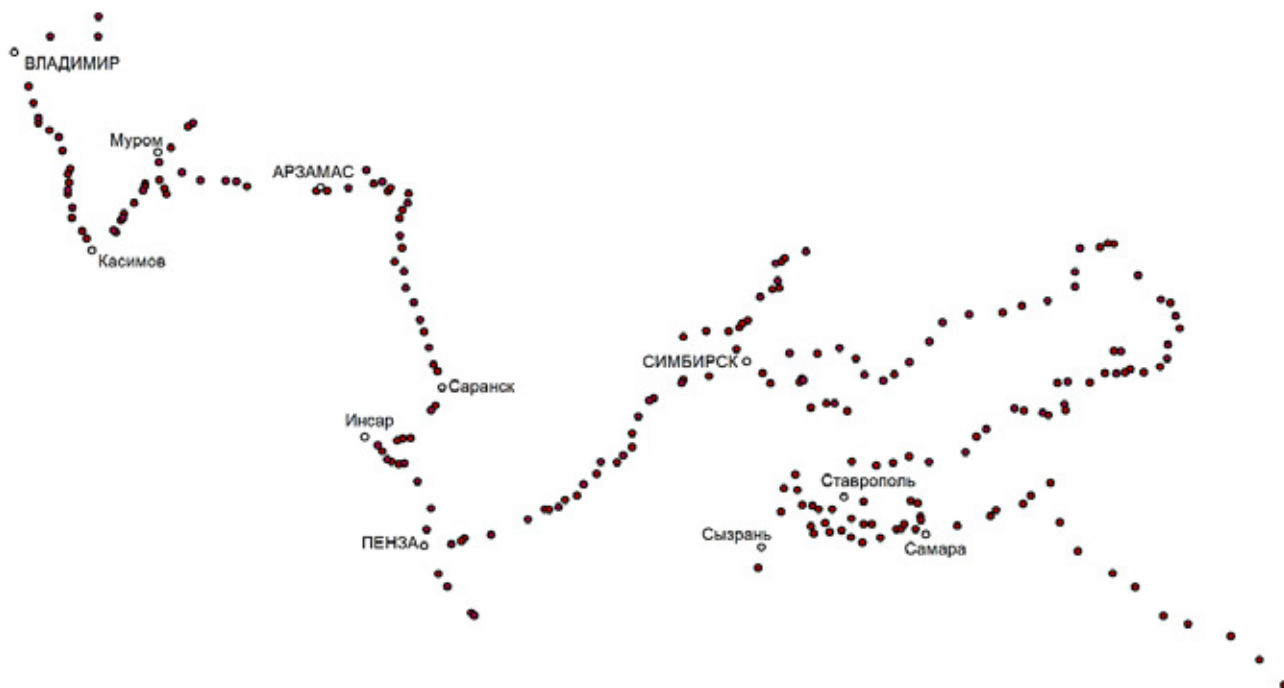 ВЛАДИМИР
Муром
АРЗАМАС
Касимов
СИМБИРСК
Саранск
Инсар
Ставрополь
ПЕНЗА
Сызрань
Самара